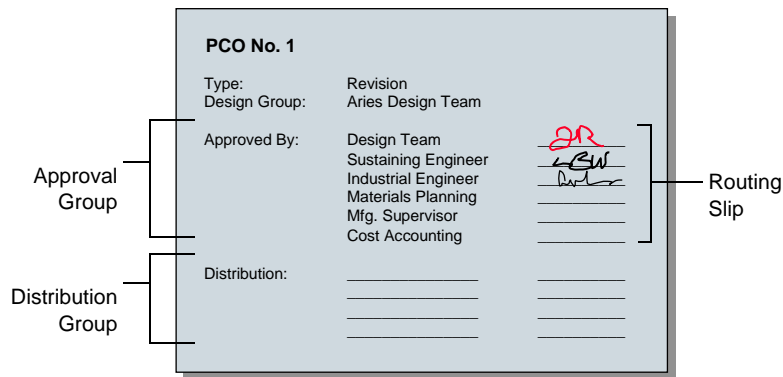 PCO No. 1
Type: Revision
Design Group: Aries Design Team
Approved By: Design Team
Sustaining Engineer
Industrial Engineer
Materials Planning
Mfg. Supervisor
Cost Accounting
Distribution:
Approval
Group
Distribution
Group
Routing
Slip